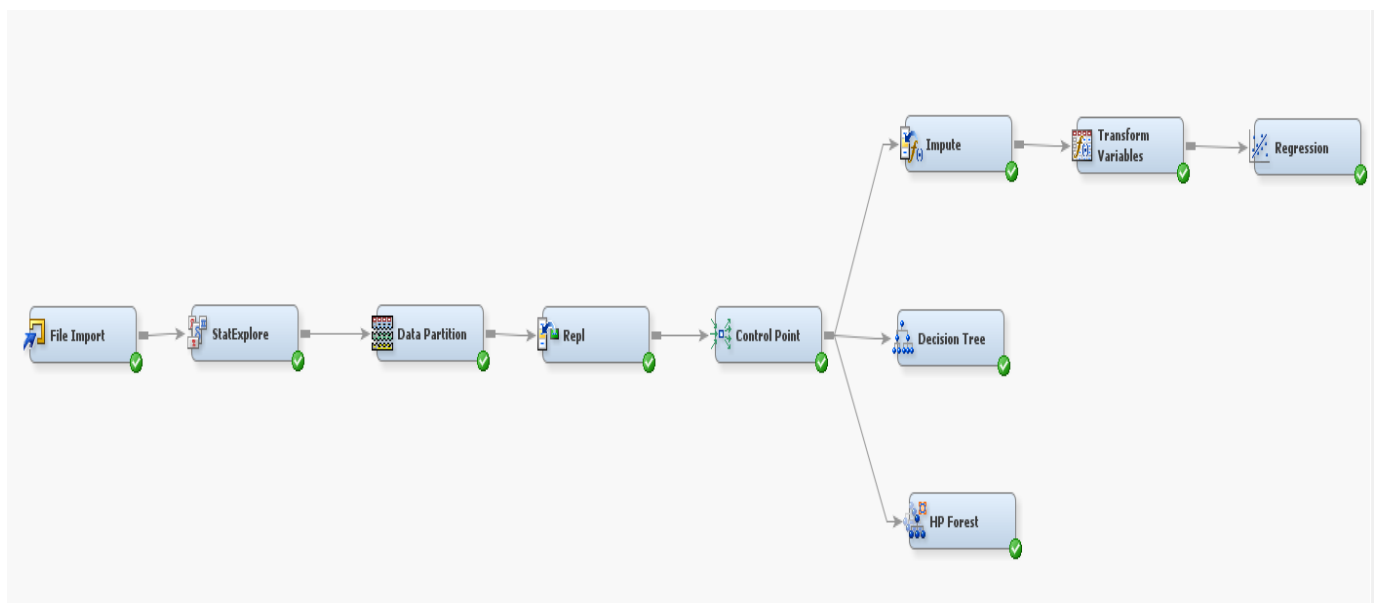 Impute
Transform
Variables
Regression
File Import
StatExplore
Data Partition
Repl
Control Point
Decision Tree
HP Forest